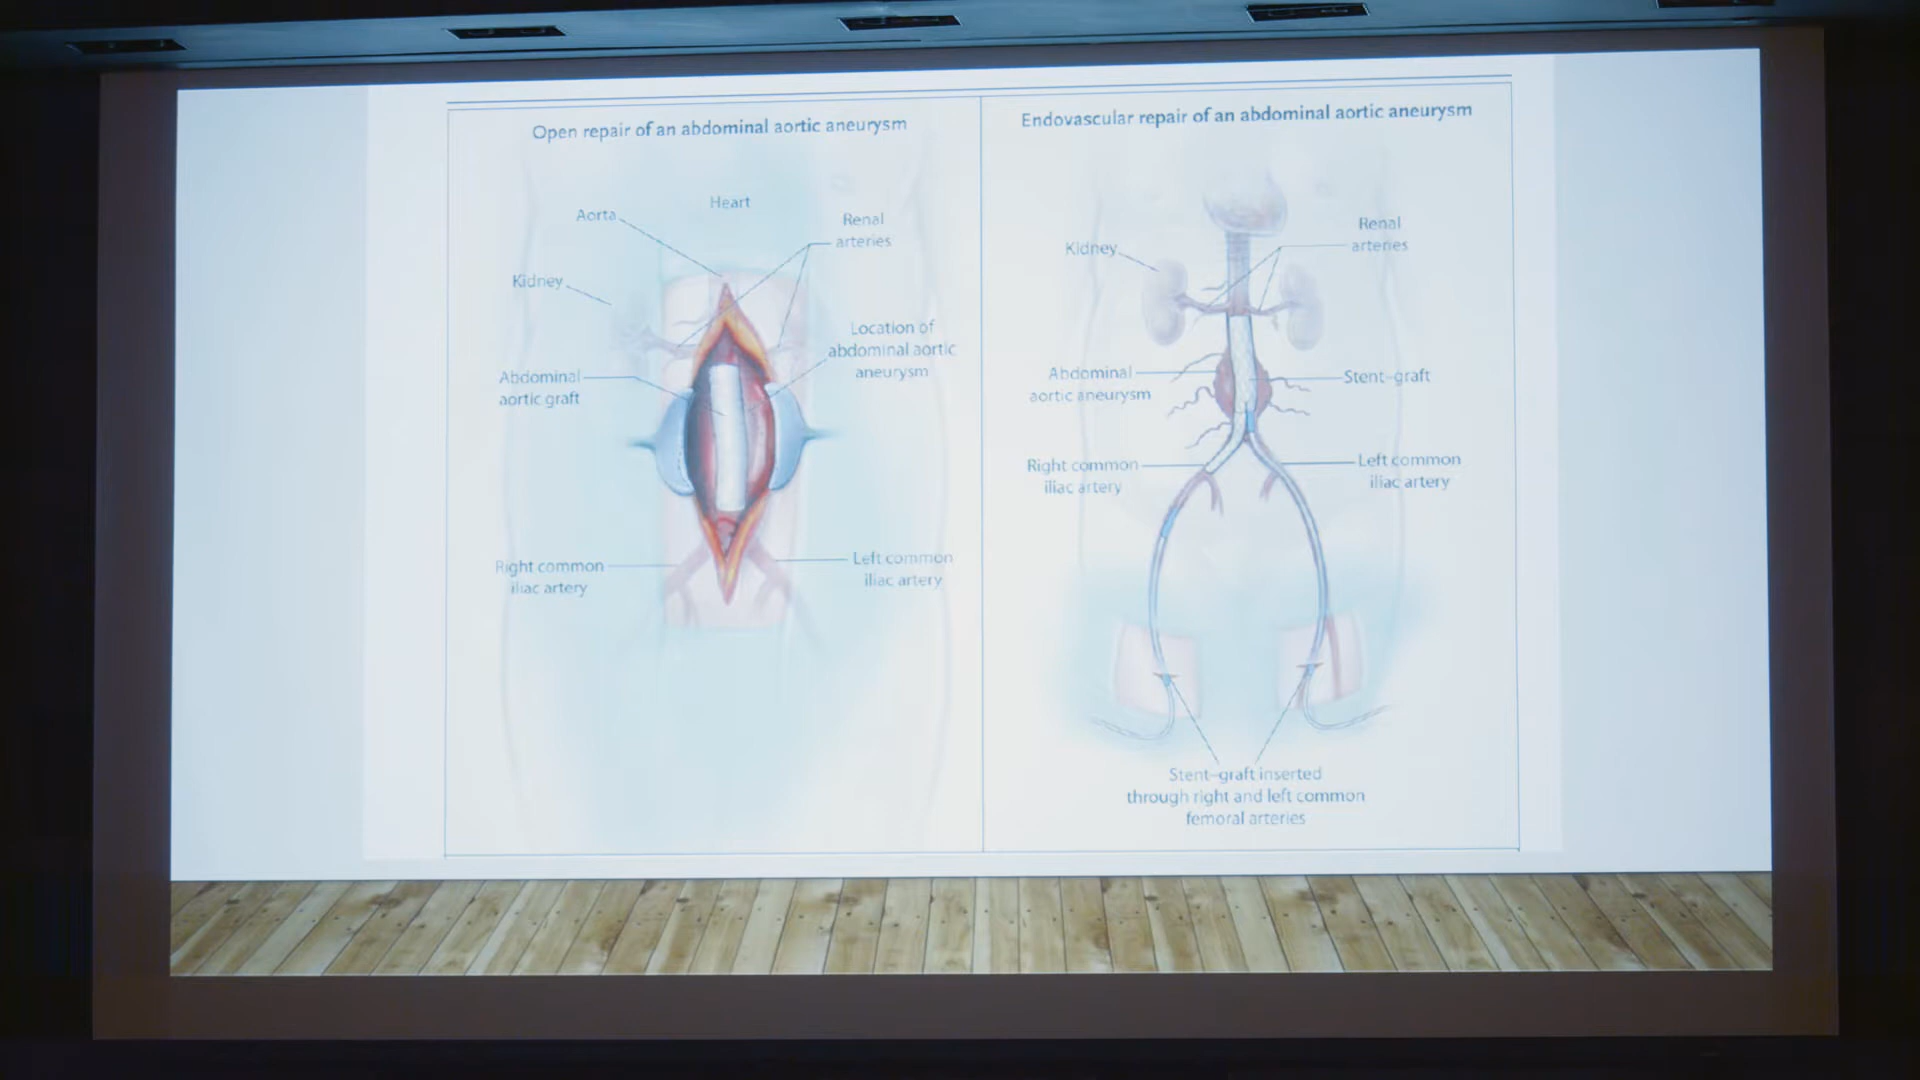 Open repair of an abdominal aortic aneurysm
Heart
Aorta
Renal
arteries
Kidney
Location of
abdominal aortic
aneurysm
Abdominal
aortic graft
Right common
iliac artery
Left common
iliac artery
Endovascular repair of an abdominal aortic aneurysm
Renal
arteries
Kidney
Abdominal
aortic aneurysm
Stent-graft
Right common
iliac artery
Left common
iliac artery
Stent-graft inserted
through right and left common
femoral arteries